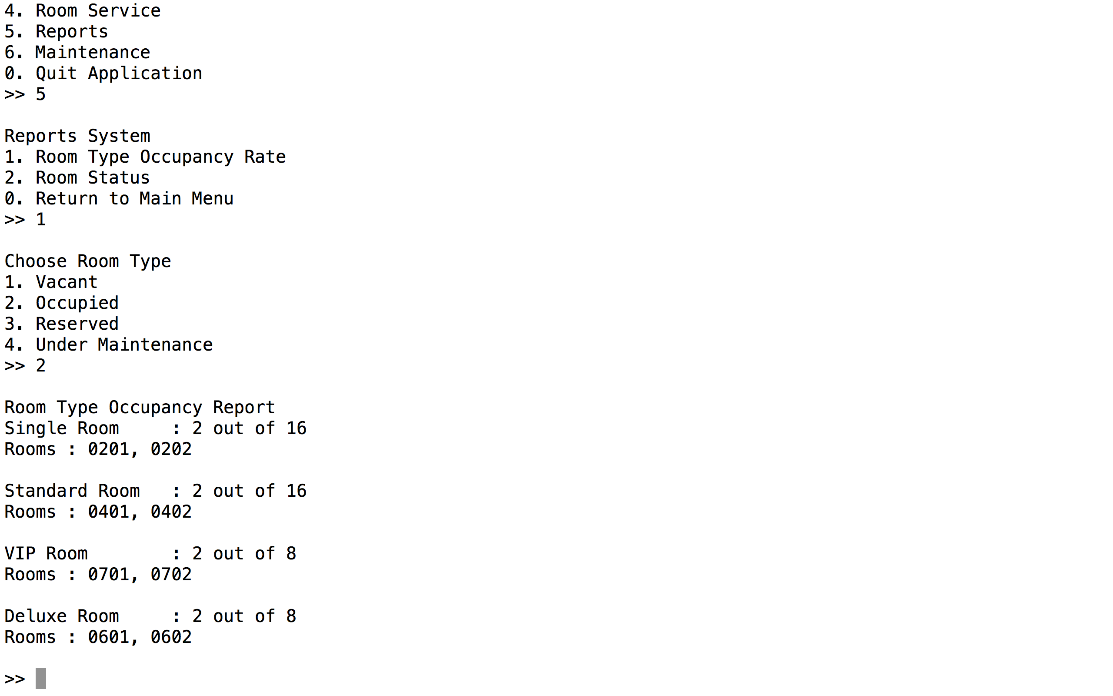 4. Room Service
5. Reports
6. Maintenance
0. Quit Application
>> 5
Reports System
1. Room Type Occupancy Rate
2. Room Status
0. Return to Main Menu
>> 1
Choose Room Type
1. Vacant
2. Occupied
3. Reserved
4. Under Maintenance
>> 2
Room Type Occupancy Report
Single Room     : 2 out of 16
Rooms : 0201, 0202
Standard Room   : 2 out of 16
Rooms : 0401, 0402
VIP Room        : 2 out of 8
Rooms : 0701, 0702
Deluxe Room     : 2 out of 8
Rooms : 0601, 0602
>>